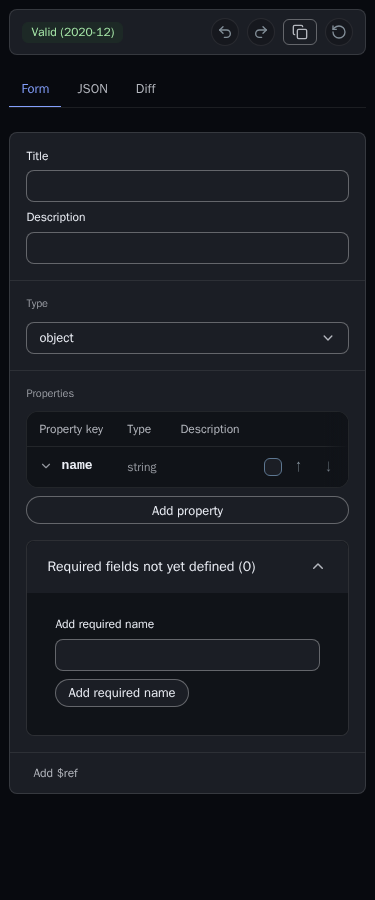 Valid (2020-12)
Form JSON Diff
Title
Description
Type
object
Properties
Property key Type Description
name string ↑ ↓
Add property
Required fields not yet defined (0)
Add required name
Add required name
Add $ref